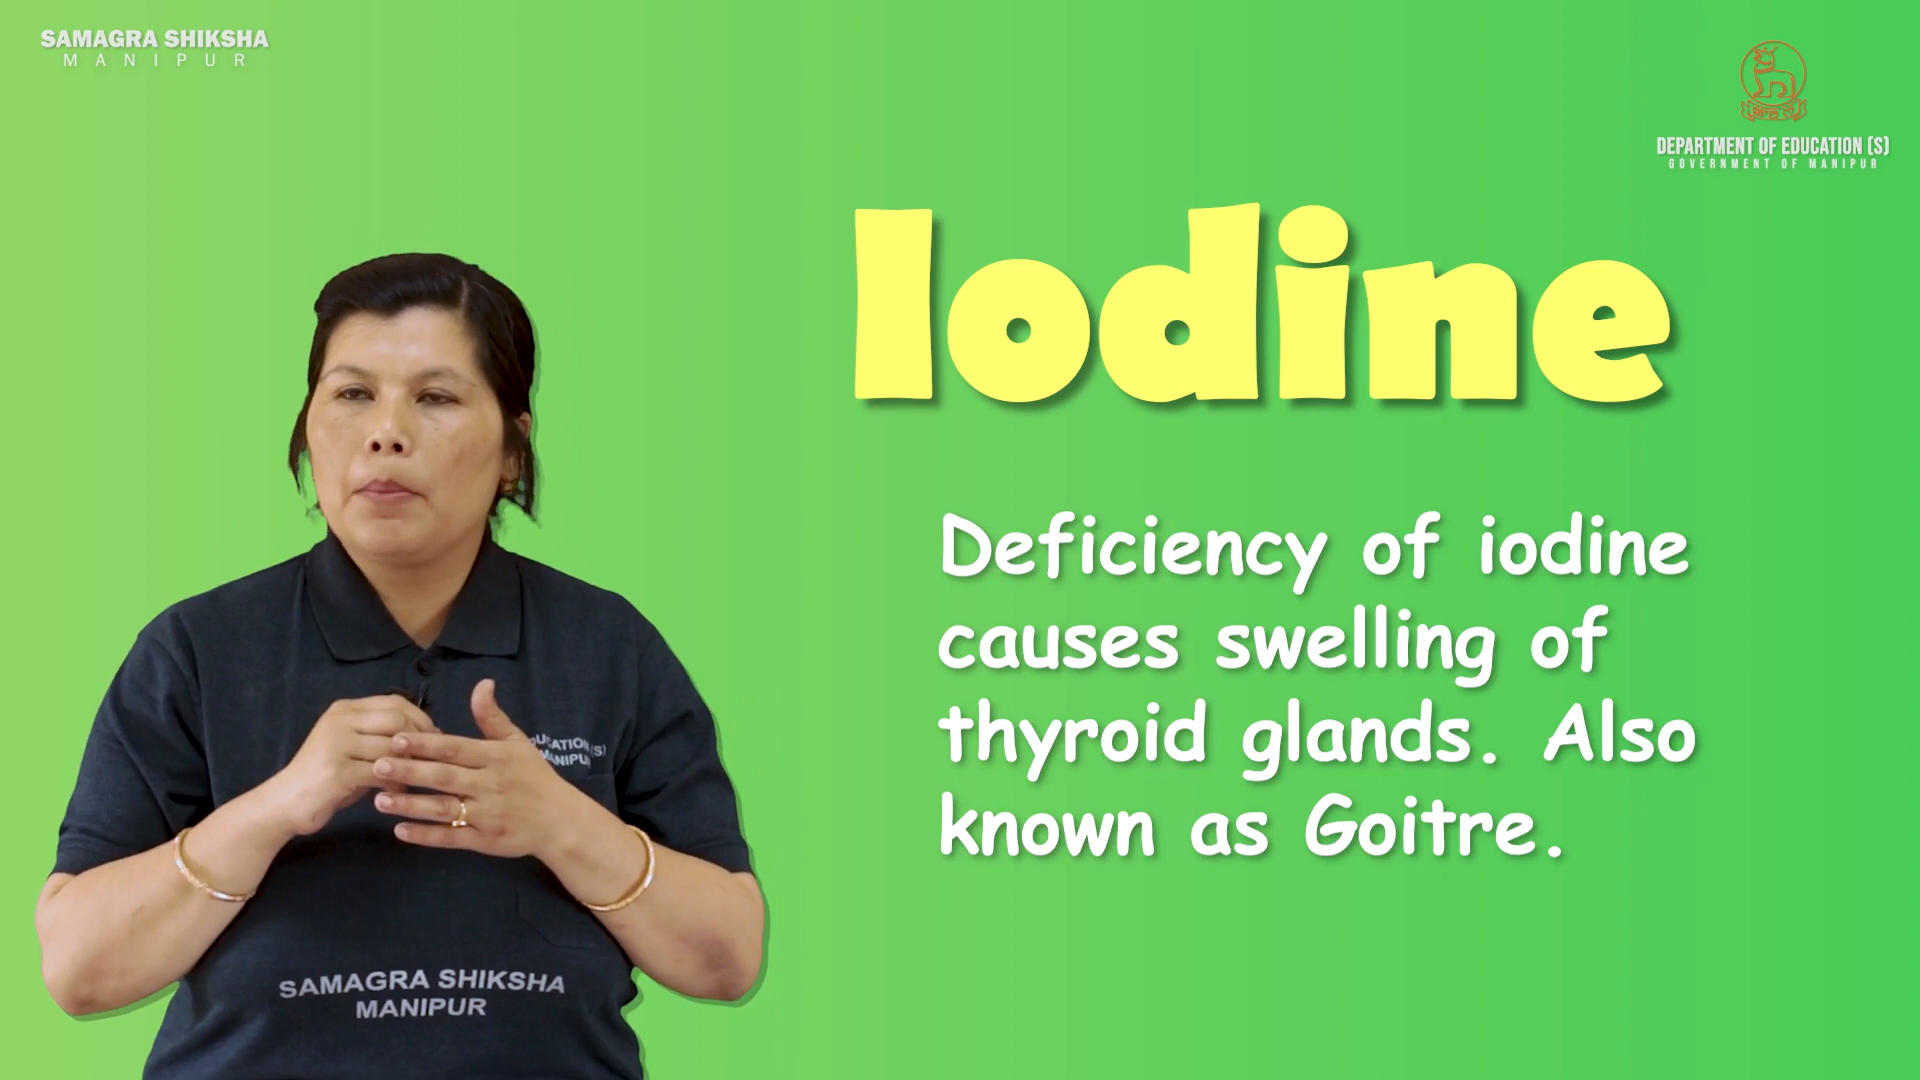 SAMAGRA SHIKSHA
MANIPUR
DEPARTMENT OF EDUCATION (S)
GOVERNMENT OF MANIPUR
Iodine
Deficiency of iodine
causes swelling of
thyroid glands. Also
known as Goitre.
SAMAGRA SHIKSHA
MANIPUR